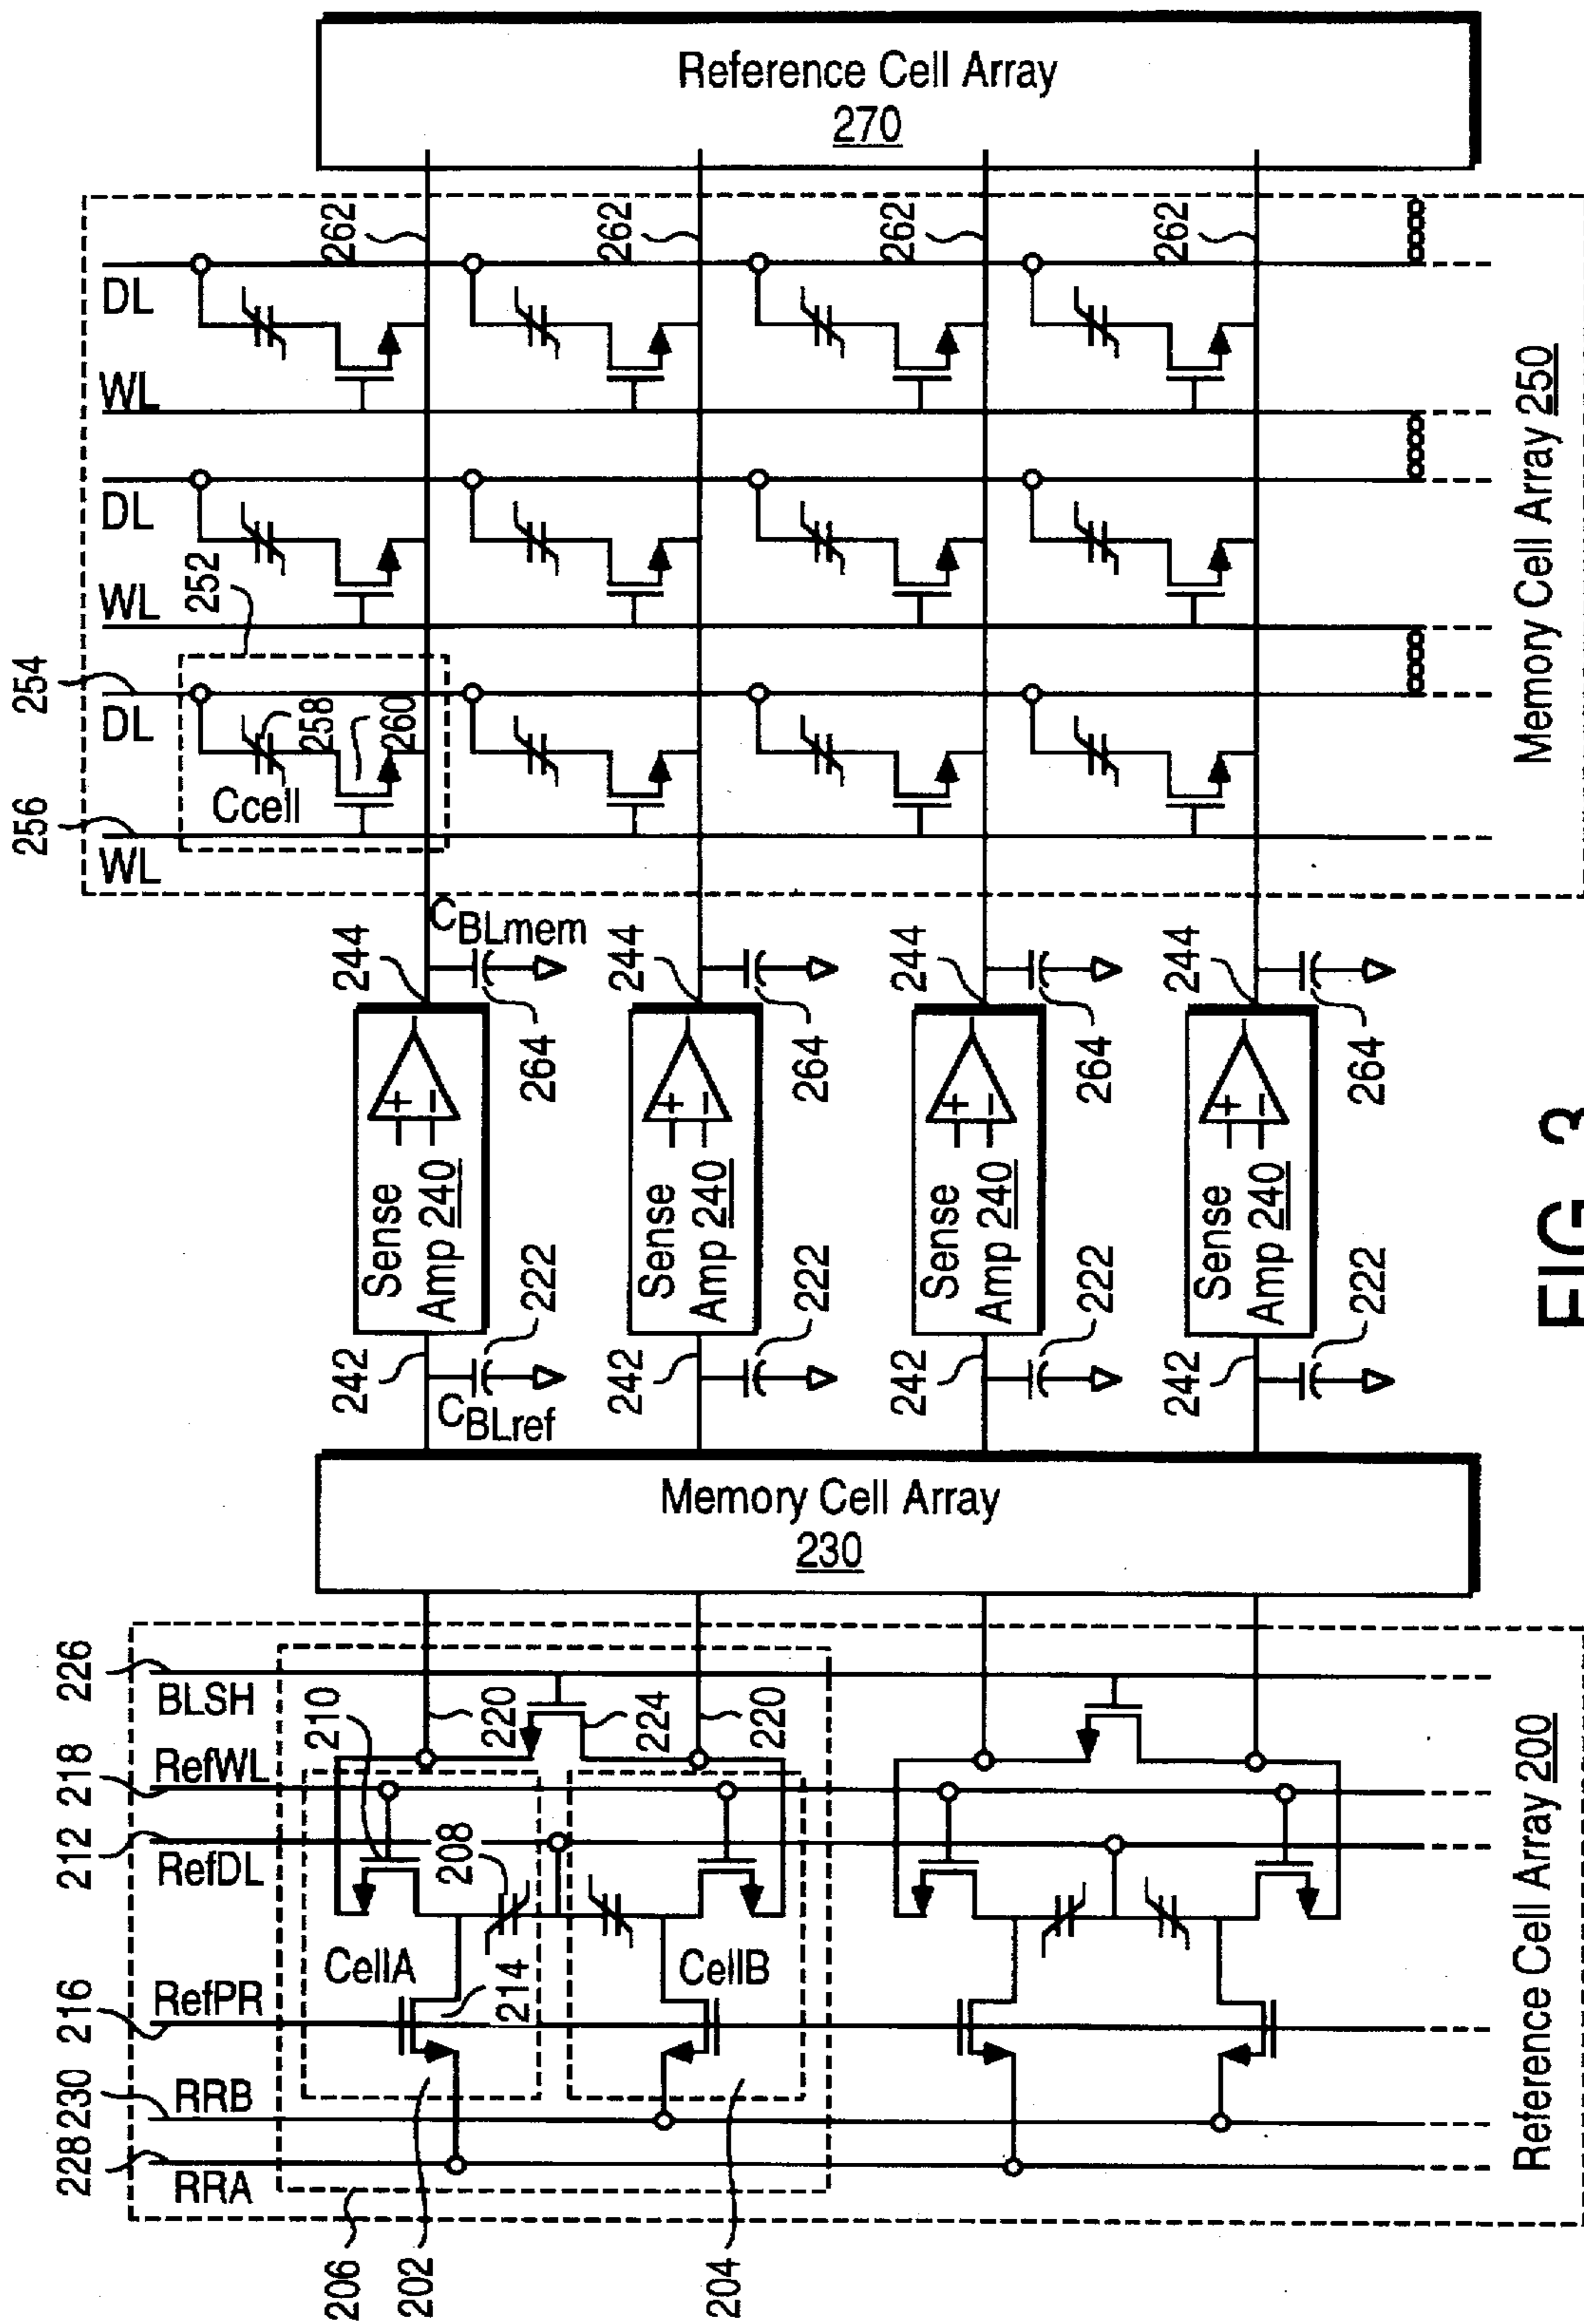 Reference Cell Array
270
262
262
262
262
DL
WL
DL
252
WL
254
DL
258
260
Ccell
256
WL
Memory Cell Array 250
CBLmem
244
244
244
244
264
264
264
264
Sense
Amp 240
+
−
Sense
Amp 240
+
−
Sense
Amp 240
+
−
Sense
Amp 240
+
−
222
222
222
222
242
242
242
242
CBLref
Memory Cell Array
230
226
BLSH
210
220
224
220
218
RefWL
212
RefDL
208
CellA
CellB
214
216
RefPR
230
RRB
228
RRA
206
202
204
Reference Cell Array 200
FIG. 3